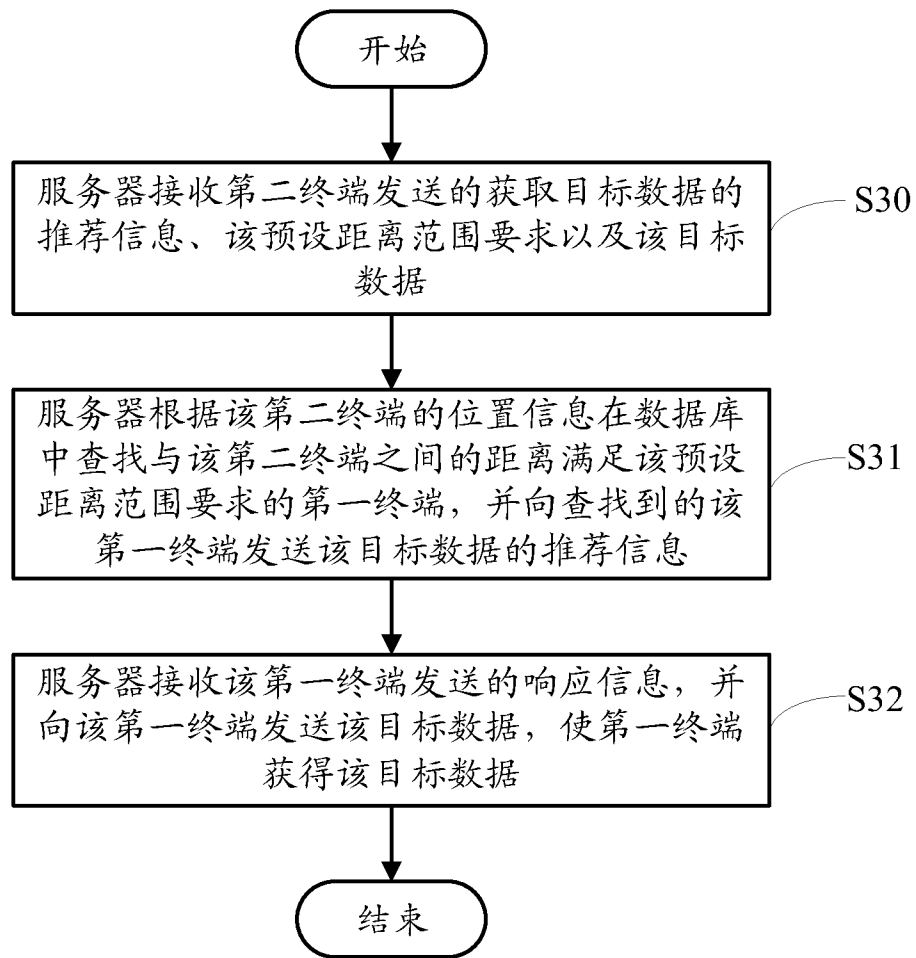 开始
服务器接收第二终端发送的获取目标数据的
推荐信息、该预设距离范围要求以及该目标
数据
S30
服务器根据该第二终端的位置信息在数据库
中查找与该第二终端之间的距离满足该预设
距离范围要求的第一终端，并向查找到的该
第一终端发送该目标数据的推荐信息
S31
服务器接收该第一终端发送的响应信息，并
向该第一终端发送该目标数据，使第一终端
获得该目标数据
S32
结束